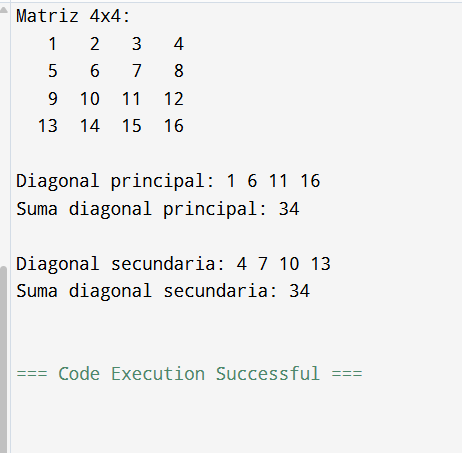 Matriz 4x4:
   1   2   3   4
   5   6   7   8
   9  10  11  12
  13  14  15  16
Diagonal principal: 1 6 11 16
Suma diagonal principal: 34
Diagonal secundaria: 4 7 10 13
Suma diagonal secundaria: 34
=== Code Execution Successful ===